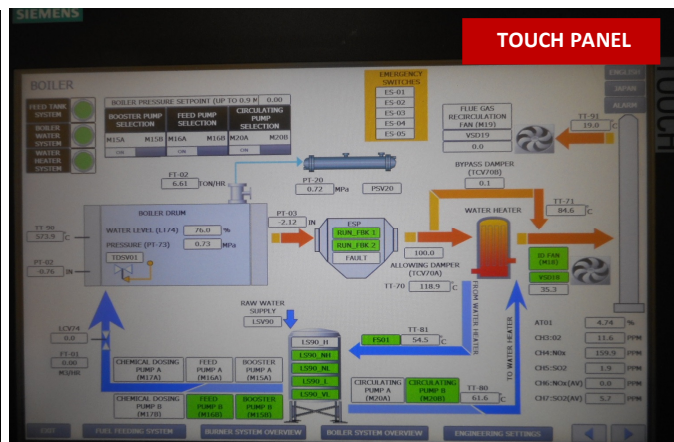 SIEMENS
TOUCH PANEL
TOUCH
BOILER
ENGLISH
JAPAN
ALARM
FEED TANK SYSTEM
BOILER WATER SYSTEM
WATER HEATER SYSTEM
BOILER PRESSURE SETPOINT (UP TO 0.9 M 0.00
BOOSTER PUMP SELECTION
FEED PUMP SELECTION
CIRCULATING PUMP SELECTION
M15A M15B M16A M16B M20A M20B
ON ON ON
EMERGENCY SWITCHES
ES-01
ES-02
ES-03
ES-04
ES-05
FLUE GAS RECIRCULATION FAN (M19)
VSD19
0.0
TT-91
19.0 C
FT-02
6.61 TON/HR
PT-20
0.72 MPa
PSV20
BYPASS DAMPER (TCV70B)
0.1
TT-71
84.6 C
BOILER DRUM
WATER LEVEL (LT74) 76.0 %
PRESSURE (PT-73) 0.73 MPa
TDSV01
TT-90
573.9 C
PT-02
-0.76 IN
PT-03
-2.12 IN
ESP
RUN_FBK 1
RUN_FBK 2
FAULT
100.0
ALLOWING DAMPER (TCV70A)
TT-70 118.9 C
WATER HEATER
ID FAN (M18)
VSD18
35.3
FROM WATER HEATER
TO WATER HEATER
RAW WATER SUPPLY
LSV90
LS90_H
LS90_NH
LS90_NL
LS90_L
LS90_VL
FS01
TT-81
54.5 C
LCV74
0.0
FT-01
0.00
M3/HR
CHEMICAL DOSING PUMP A (M17A)
FEED PUMP A (M16A)
BOOSTER PUMP A (M15A)
CHEMICAL DOSING PUMP B (M17B)
FEED PUMP B (M16B)
BOOSTER PUMP B (M15B)
CIRCULATING PUMP A (M20A)
CIRCULATING PUMP B (M20B)
TT-80
61.6 C
AT01 4.74 %
CH3:O2 11.6 PPM
CH4:NOx 159.9 PPM
CH5:SO2 1.9 PPM
CH6:NOx(AV) 0.0 PPM
CH7:SO2(AV) 5.7 PPM
EXIT
FUEL FEEDING SYSTEM
BURNER SYSTEM OVERVIEW
BOILER SYSTEM OVERVIEW
ENGINEERING SETTINGS